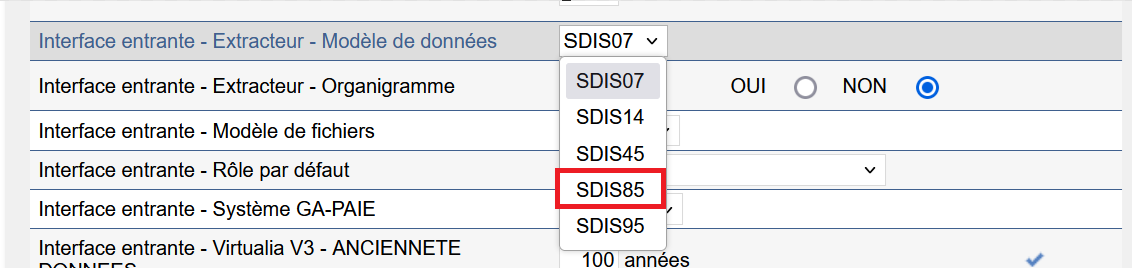 Interface entrante - Extracteur - Modèle de données SDIS07
SDIS07
Interface entrante - Extracteur - Organigramme OUI NON
SDIS14
Interface entrante - Modèle de fichiers
SDIS45
Interface entrante - Rôle par défaut
SDIS85
Interface entrante - Système GA-PAIE
SDIS95
Interface entrante - Virtualia V3 - ANCIENNETE
100 années
DONNEES